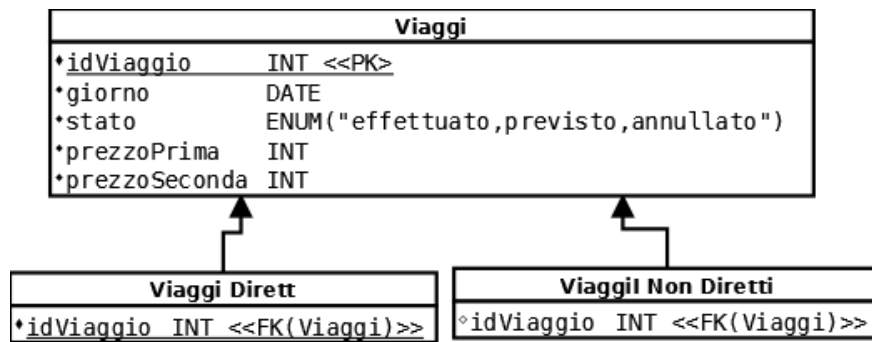 Viaggi
idViaggio INT <<PK>
giorno DATE
stato ENUM("effettuato,previsto,annullato")
prezzoPrima INT
prezzoSeconda INT
Viaggi Dirett
idViaggio INT <<FK(Viaggi)>>
ViaggiI Non Diretti
idViaggio INT <<FK(Viaggi)>>